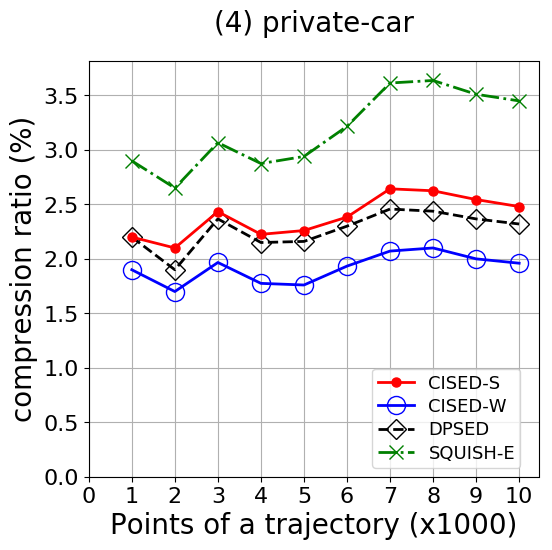 (4) private-car
compression ratio (%)
3.5
3.0
2.5
2.0
1.5
1.0
0.5
0.0
CISED-S
CISED-W
DPSED
SQUISH-E
0 1 2 3 4 5 6 7 8 9 10
Points of a trajectory (x1000)